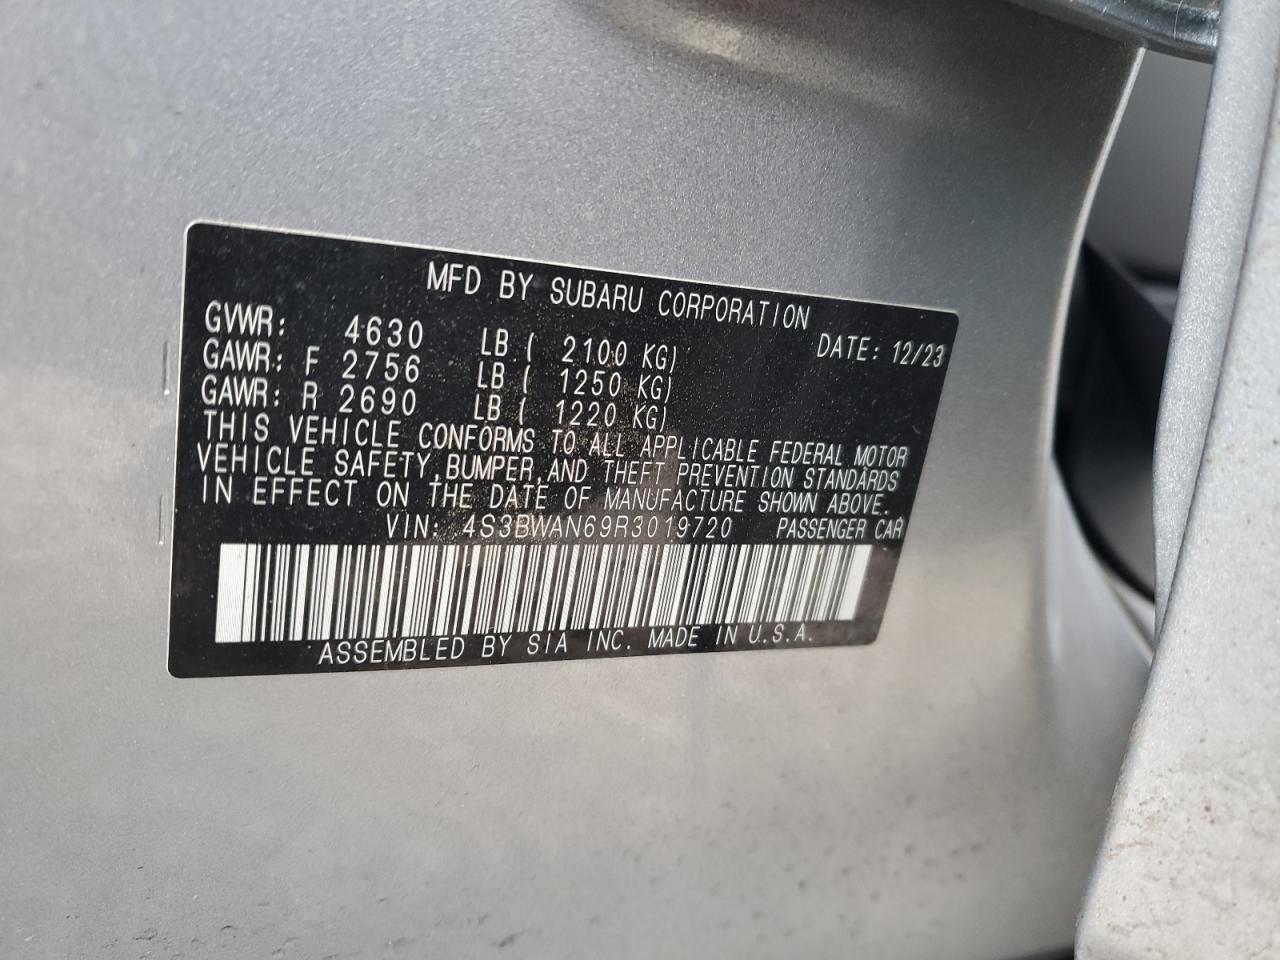 MFD BY SUBARU CORPORATION
GVWR: 4630 LB ( 2100 KG) DATE: 12/23
GAWR: F 2756 LB ( 1250 KG)
GAWR: R 2690 LB ( 1220 KG)
THIS VEHICLE CONFORMS TO ALL APPLICABLE FEDERAL MOTOR
VEHICLE SAFETY,BUMPER,AND THEFT PREVENTION STANDARDS
IN EFFECT ON THE DATE OF MANUFACTURE SHOWN ABOVE.
VIN: 4S3BWAN69R3019720 PASSENGER CAR
ASSEMBLED BY SIA INC. MADE IN U.S.A.